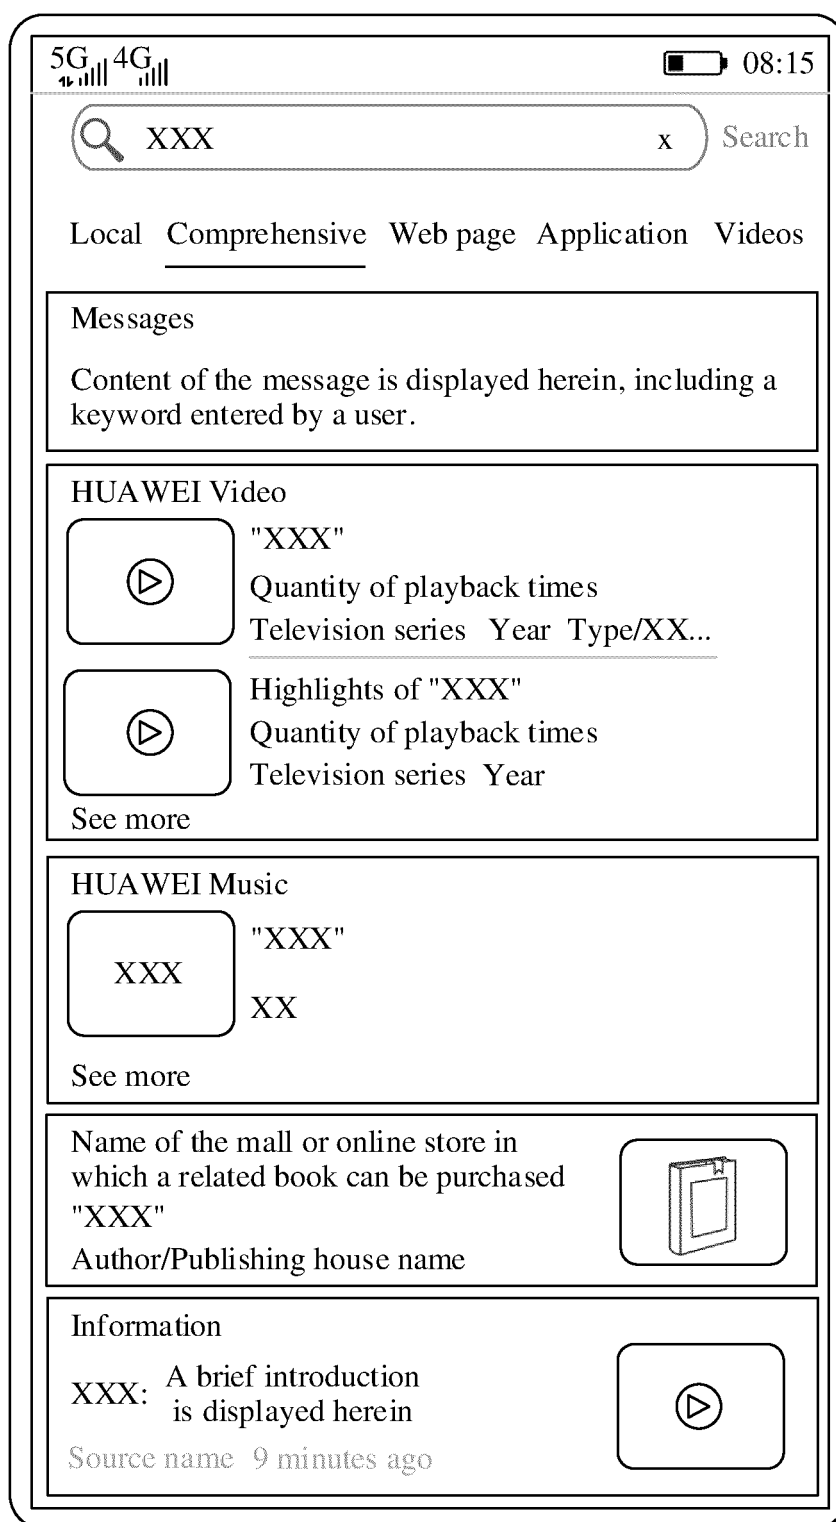 5G 4G 08:15
XXX x Search
Local Comprehensive Web page Application Videos
Messages
Content of the message is displayed herein, including a
keyword entered by a user.
HUAWEI Video
"XXX"
Quantity of playback times
Television series Year Type/XX...
Highlights of "XXX"
Quantity of playback times
Television series Year
See more
HUAWEI Music
XXX
"XXX"
XX
See more
Name of the mall or online store in
which a related book can be purchased
"XXX"
Author/Publishing house name
Information
XXX: A brief introduction
is displayed herein
Source name 9 minutes ago